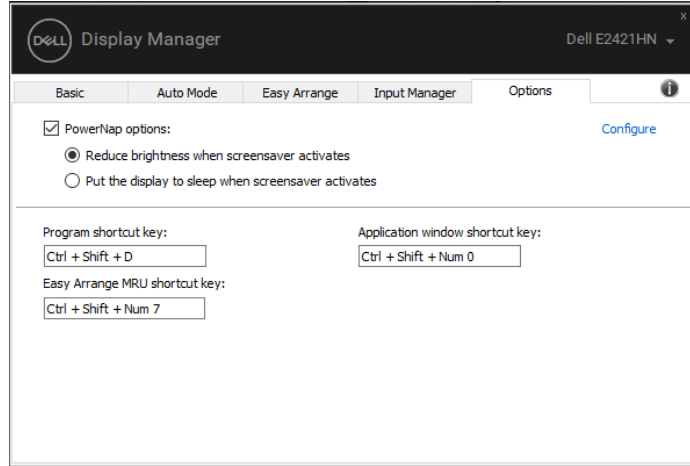 DELL Display Manager
Dell E2421HN
x
Basic Auto Mode Easy Arrange Input Manager Options i
PowerNap options: Configure
Reduce brightness when screensaver activates
Put the display to sleep when screensaver activates
Program shortcut key: Application window shortcut key:
Ctrl + Shift + D Ctrl + Shift + Num 0
Easy Arrange MRU shortcut key:
Ctrl + Shift + Num 7